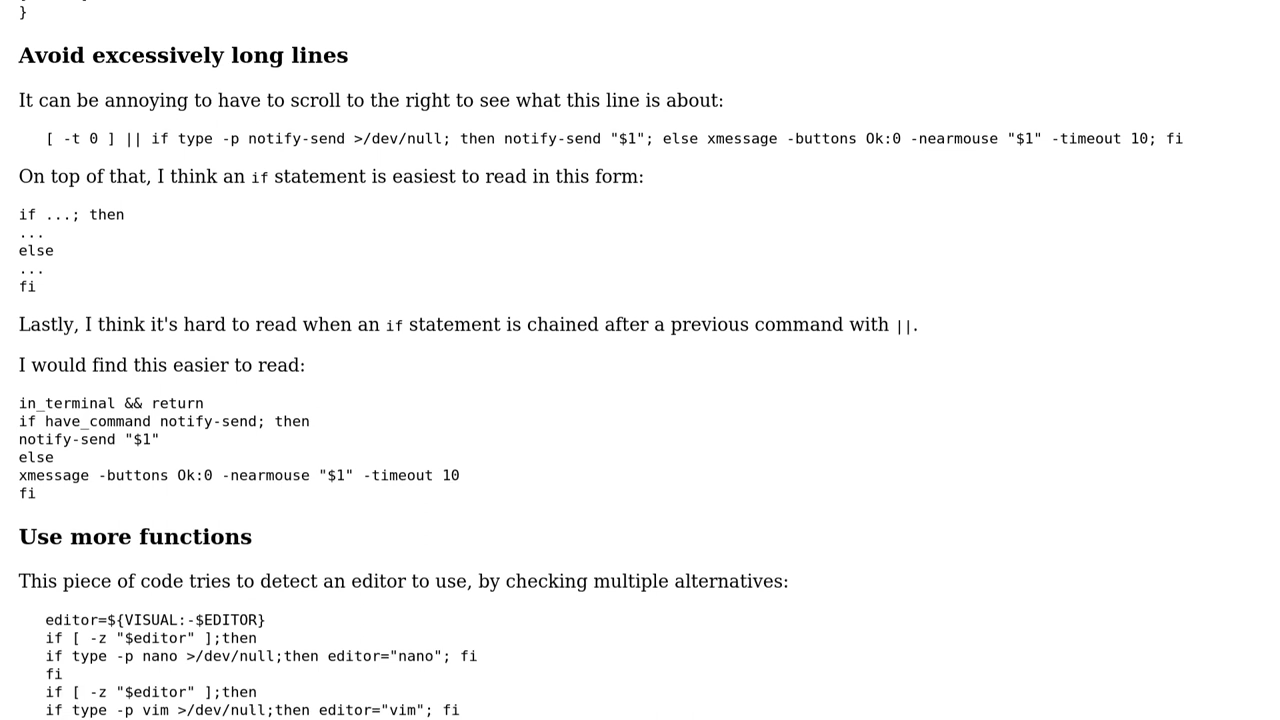 }
Avoid excessively long lines
It can be annoying to have to scroll to the right to see what this line is about:
[ -t 0 ] || if type -p notify-send >/dev/null; then notify-send "$1"; else xmessage -buttons Ok:0 -nearmouse "$1" -timeout 10; fi
On top of that, I think an if statement is easiest to read in this form:
if ...; then
...
else
...
fi
Lastly, I think it's hard to read when an if statement is chained after a previous command with ||.
I would find this easier to read:
in_terminal && return
if have_command notify-send; then
notify-send "$1"
else
xmessage -buttons Ok:0 -nearmouse "$1" -timeout 10
fi
Use more functions
This piece of code tries to detect an editor to use, by checking multiple alternatives:
editor=${VISUAL:-$EDITOR}
if [ -z "$editor" ];then
if type -p nano >/dev/null;then editor="nano"; fi
fi
if [ -z "$editor" ];then
if type -p vim >/dev/null;then editor="vim"; fi